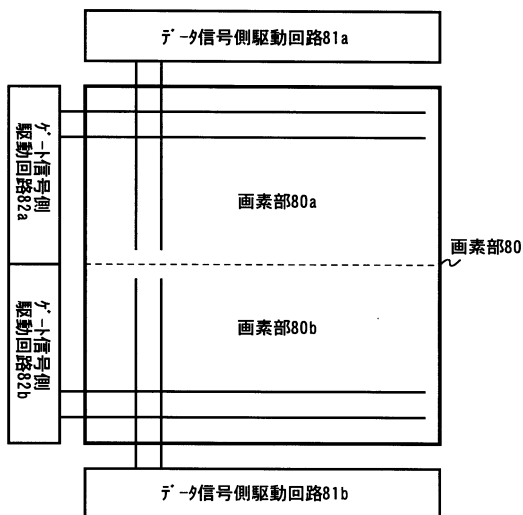 データ信号側駆動回路81a
ゲート信号側
駆動回路82a
画素部80a
画素部80
ゲート信号側
駆動回路82b
画素部80b
データ信号側駆動回路81b